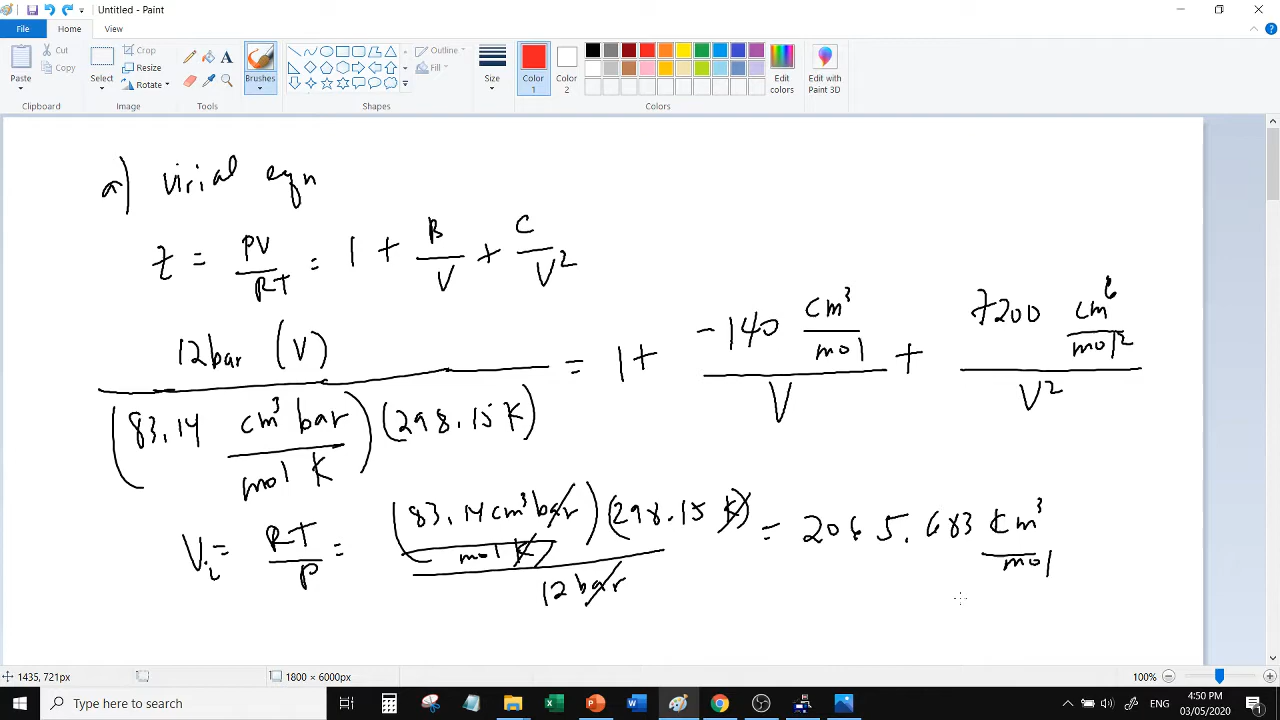 Untitled - Paint
File Home View
Paste Cut Copy Clipboard
Select Crop Resize Rotate Image
Tools
Brushes
Outline Fill Shapes
Size
Color 1 Color 2 Edit colors Colors
Edit with Paint 3D
a) virial eqn
z = PV/RT = 1 + B/V + C/V²
12bar (V) / (83.14 cm³ bar/mol K)(298.15 K) = 1 + -140 cm³/mol / V + 7200 cm⁶/mol² / V²
Vᵢ = RT/P = (83.14 cm³ bar/mol K)(298.15 K) / 12 bar = 2065.683 cm³/mol
1435, 721px 1800 x 6000px 100%
Type here to search
ENG 4:50 PM
03/05/2020